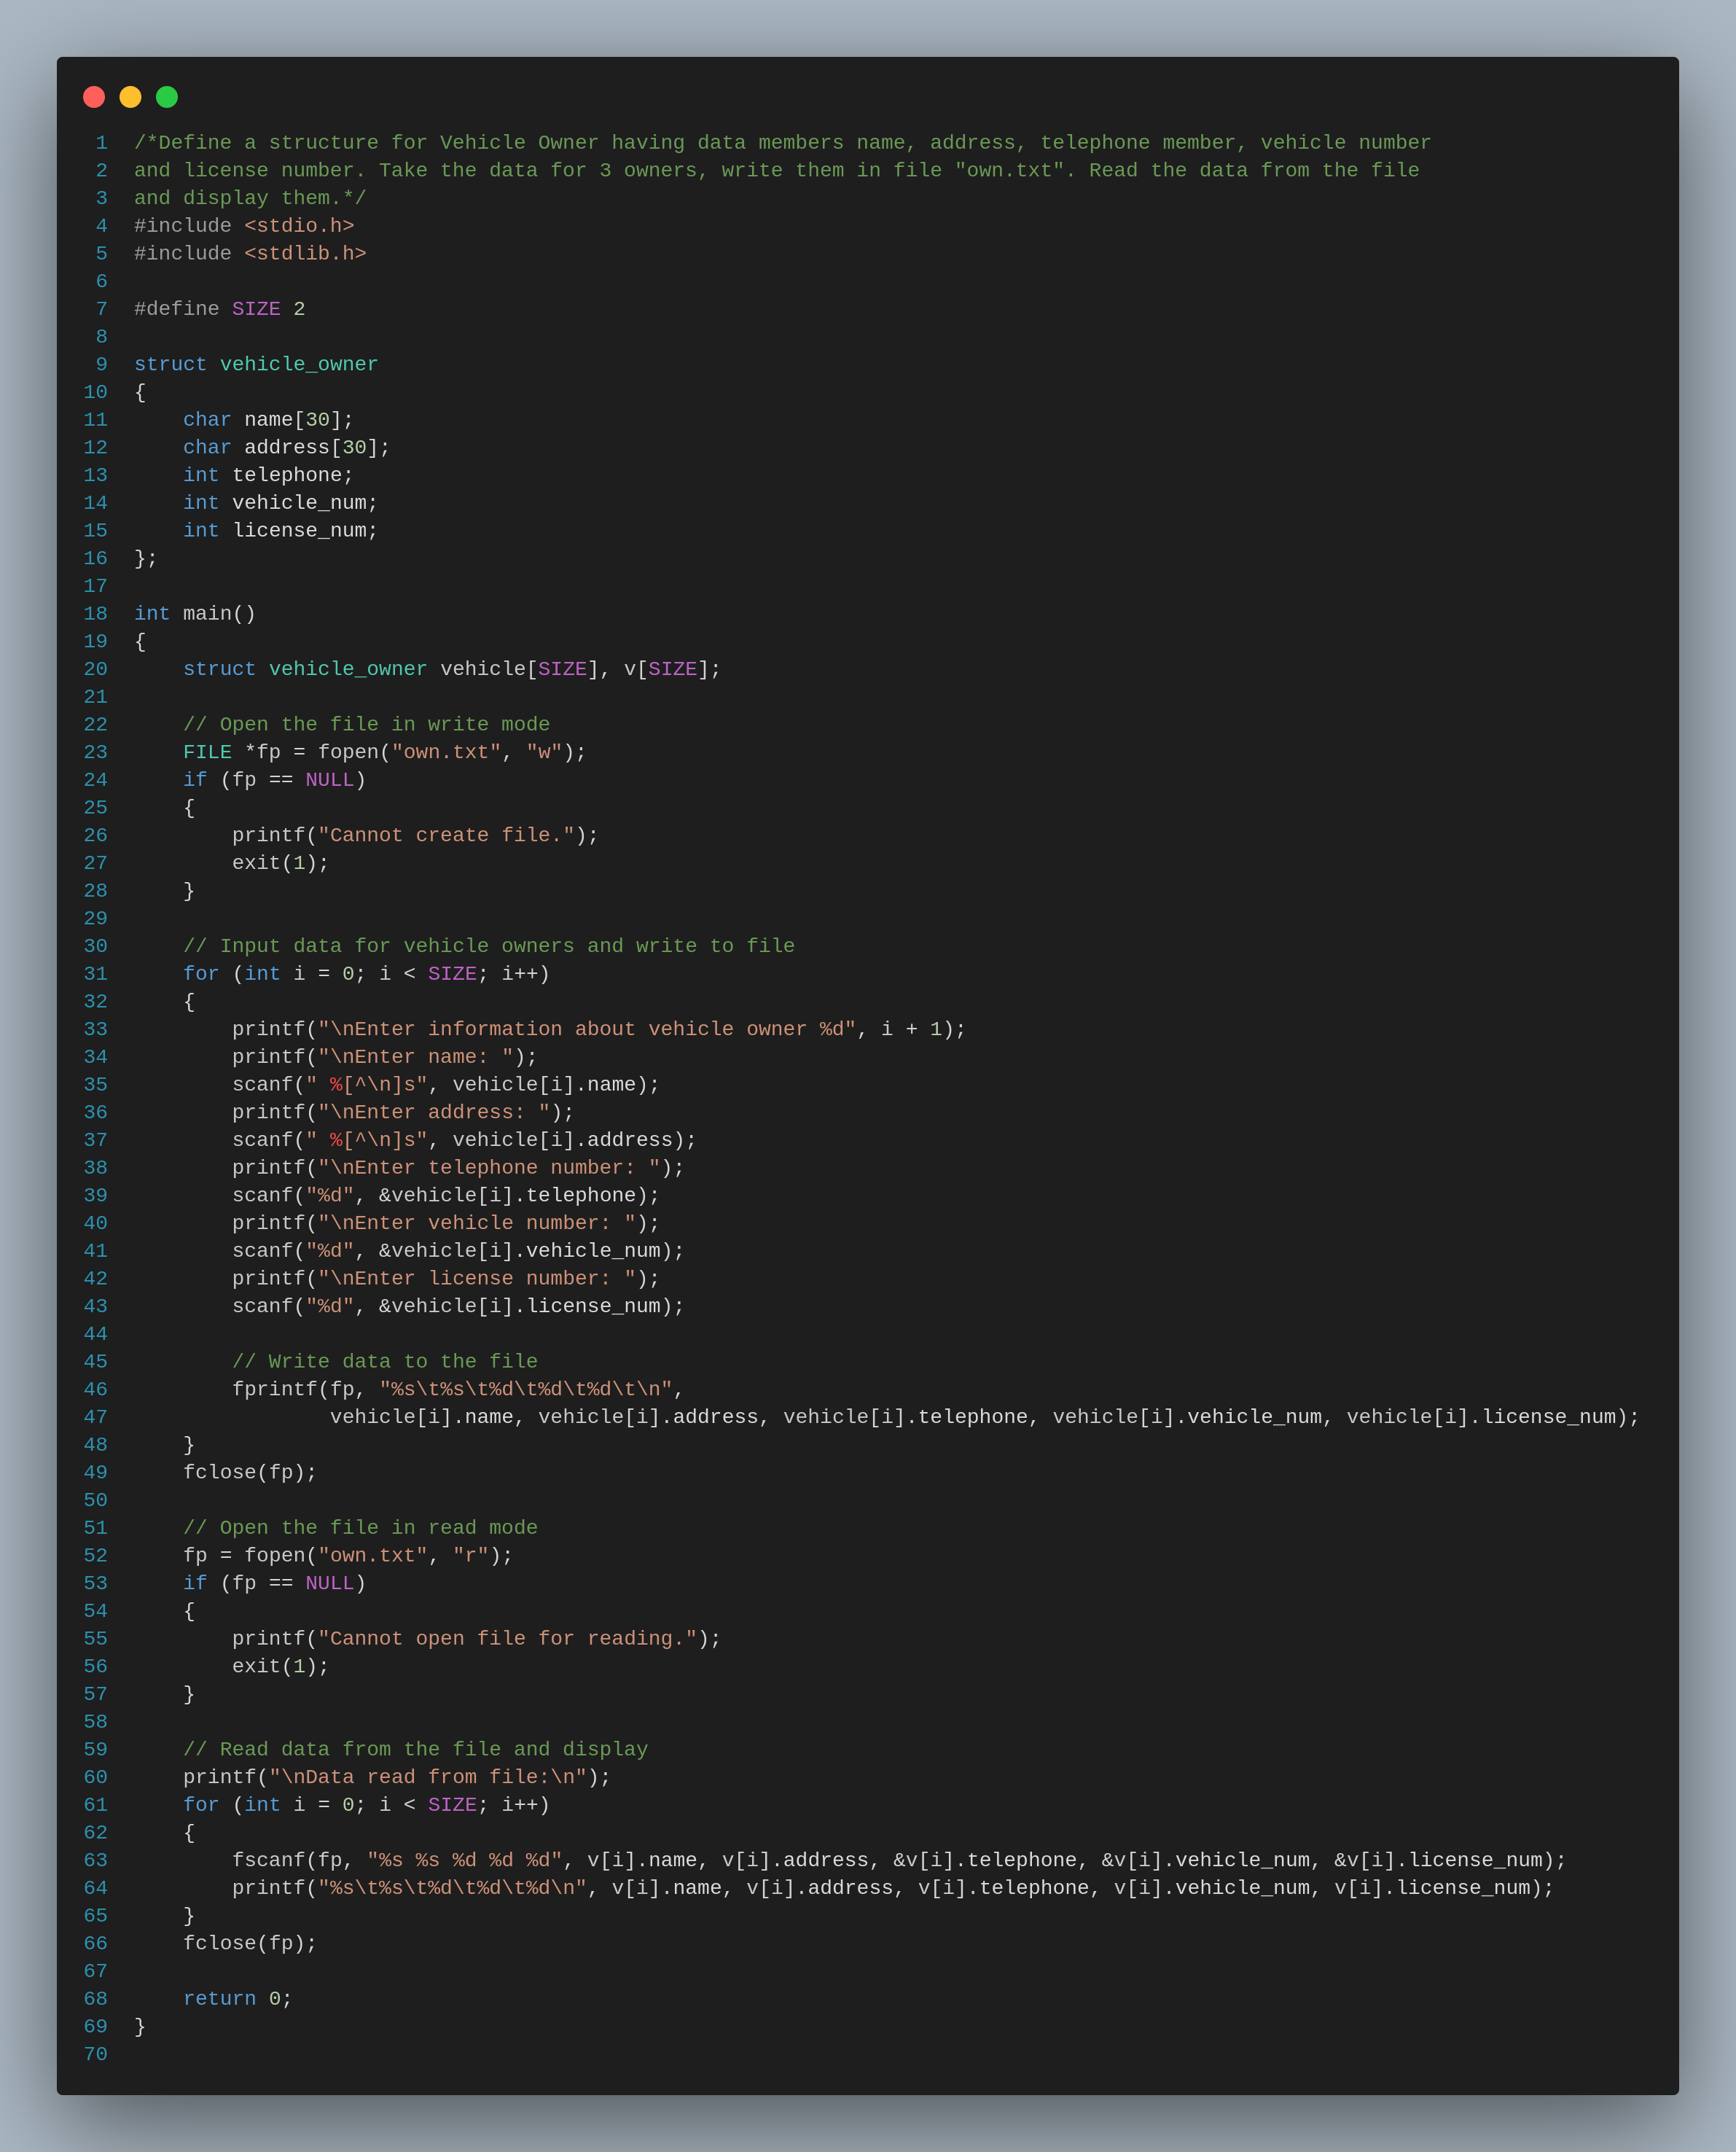 1 /*Define a structure for Vehicle Owner having data members name, address, telephone member, vehicle number
2 and license number. Take the data for 3 owners, write them in file "own.txt". Read the data from the file
3 and display them.*/
4 #include <stdio.h>
5 #include <stdlib.h>
6
7 #define SIZE 2
8
9 struct vehicle_owner
10 {
11     char name[30];
12     char address[30];
13     int telephone;
14     int vehicle_num;
15     int license_num;
16 };
17
18 int main()
19 {
20     struct vehicle_owner vehicle[SIZE], v[SIZE];
21
22     // Open the file in write mode
23     FILE *fp = fopen("own.txt", "w");
24     if (fp == NULL)
25     {
26         printf("Cannot create file.");
27         exit(1);
28     }
29
30     // Input data for vehicle owners and write to file
31     for (int i = 0; i < SIZE; i++)
32     {
33         printf("\nEnter information about vehicle owner %d", i + 1);
34         printf("\nEnter name: ");
35         scanf(" %[^\n]s", vehicle[i].name);
36         printf("\nEnter address: ");
37         scanf(" %[^\n]s", vehicle[i].address);
38         printf("\nEnter telephone number: ");
39         scanf("%d", &vehicle[i].telephone);
40         printf("\nEnter vehicle number: ");
41         scanf("%d", &vehicle[i].vehicle_num);
42         printf("\nEnter license number: ");
43         scanf("%d", &vehicle[i].license_num);
44
45         // Write data to the file
46         fprintf(fp, "%s\t%s\t%d\t%d\t%d\t\n",
47                 vehicle[i].name, vehicle[i].address, vehicle[i].telephone, vehicle[i].vehicle_num, vehicle[i].license_num);
48     }
49     fclose(fp);
50
51     // Open the file in read mode
52     fp = fopen("own.txt", "r");
53     if (fp == NULL)
54     {
55         printf("Cannot open file for reading.");
56         exit(1);
57     }
58
59     // Read data from the file and display
60     printf("\nData read from file:\n");
61     for (int i = 0; i < SIZE; i++)
62     {
63         fscanf(fp, "%s %s %d %d %d", v[i].name, v[i].address, &v[i].telephone, &v[i].vehicle_num, &v[i].license_num);
64         printf("%s\t%s\t%d\t%d\t%d\n", v[i].name, v[i].address, v[i].telephone, v[i].vehicle_num, v[i].license_num);
65     }
66     fclose(fp);
67
68     return 0;
69 }
70